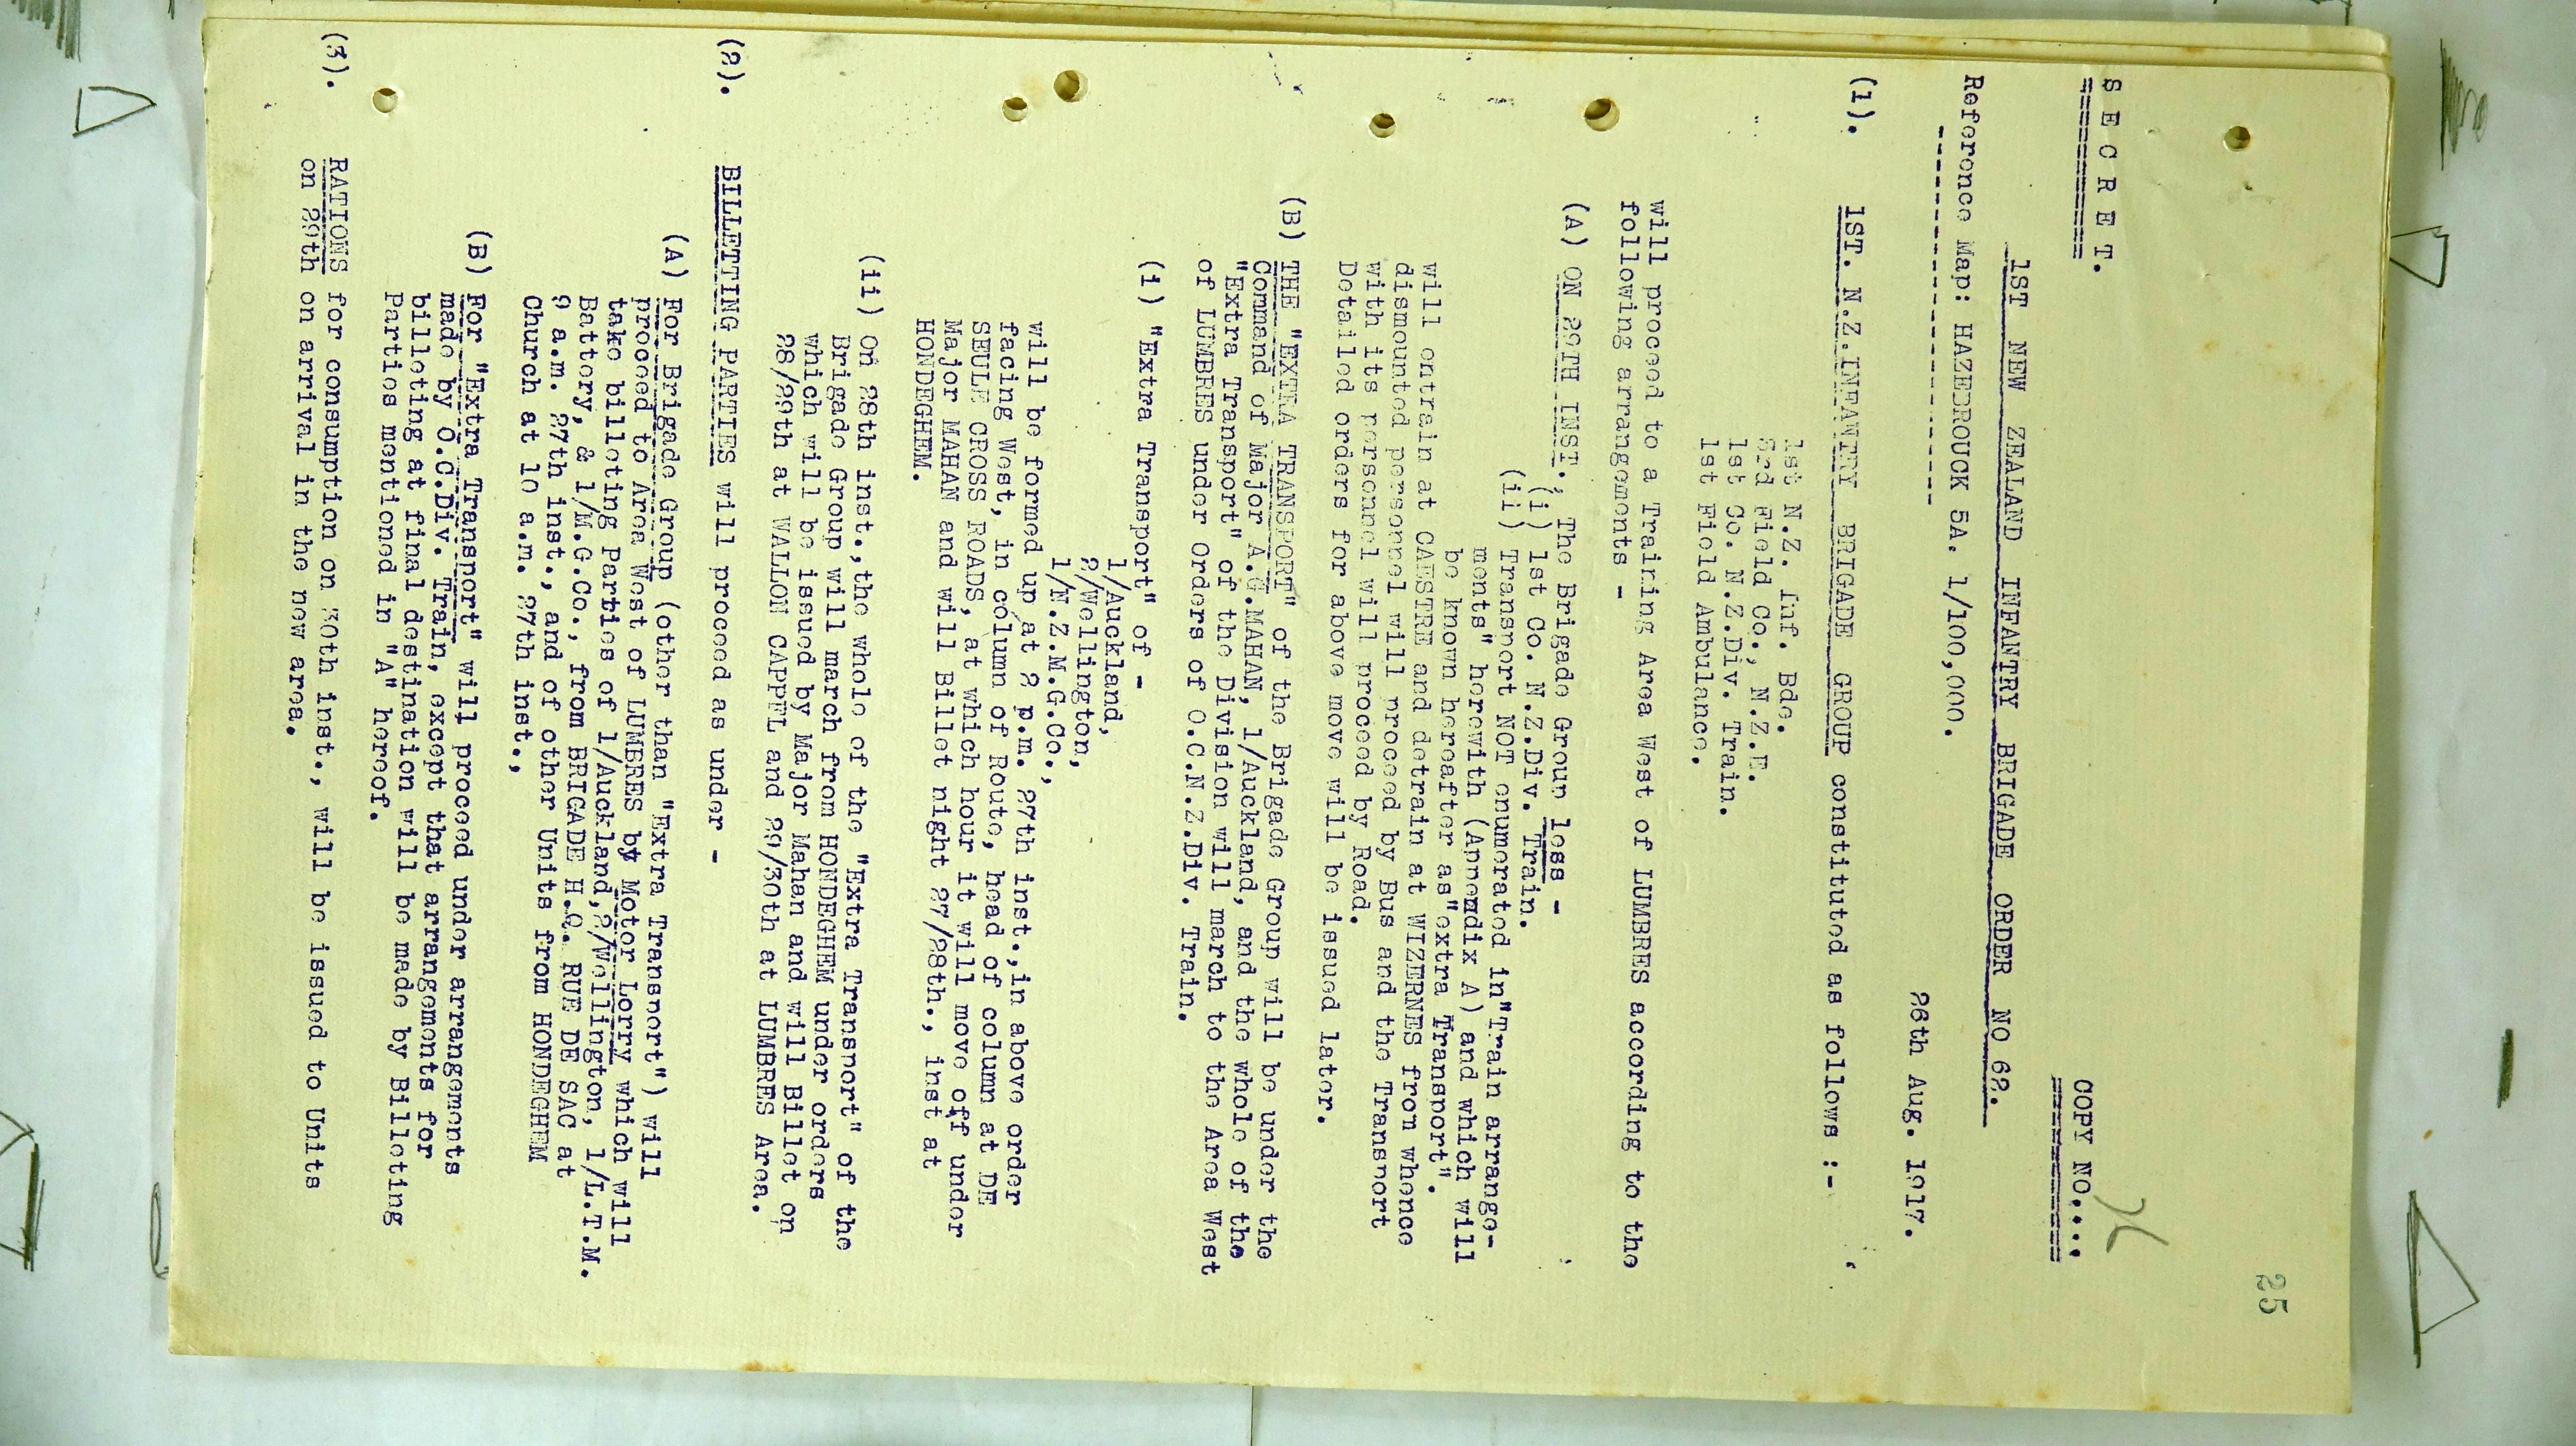 25
S E C R E T.
COPY NO....
1ST NEW ZEALAND INFANTRY BRIGADE ORDER NO 62.
Reference Map: HAZEBROUCK 5A. 1/100,000.
26th Aug. 1917.
(1). 1ST. N.Z.INFANTRY BRIGADE GROUP constituted as follows :-
1st N.Z. Inf. Bde.
3rd Field Co., N.Z.E.
1st Co. N.Z.Div. Train.
1st Field Ambulance.
will proceed to a Training Area West of LUMBRES according to the
following arrangements -
(A) ON 28TH INST., The Brigade Group less -
(i) 1st Co. N.Z.Div. Train.
(ii) Transport NOT enumerated in"Train arrange-
ments" herewith (Appendix A) and which will
be known hereafter as"extra Transport".
will entrain at CAESTRE and detrain at WIZERNES from whence
dismounted personnel will proceed by Bus and the Transport
with its personnel will proceed by Road.
Detailed orders for above move will be issued later.
(B) THE "EXTRA TRANSPORT" of the Brigade Group will be under the
Command of Major A.G.MAHAN, 1/Auckland, and the whole of the
"Extra Transport" of the Division will march to the Area West
of LUMBRES under Orders of O.C.N.Z.Div. Train.
(i) "Extra Transport" of -
1/Auckland,
2/Wellington,
1/N.Z.M.G.Co.,
will be formed up at 2 p.m. 27th inst.,in above order
facing West, in column of Route, head of column at DE
SEULE CROSS ROADS, at which hour it will move off under
Major MAHAN and will Billet night 27/28th., inst at
HONDEGHEM.
(ii) On 28th inst.,the whole of the "Extra Transport" of the
Brigade Group will march from HONDEGHEM under orders
which will be issued by Major Mahan and will Billet on
28/29th at WALLON CAPPEL and 29/30th at LUMBRES Area.
(2). BILLETTING PARTIES will proceed as under -
(A) For Brigade Group (other than "Extra Transport") will
proceed to Area West of LUMBRES by Motor Lorry which will
take billeting Parties of 1/Auckland,2/Wellington, 1/L.T.M.
Battery, & 1/M.G.Co., from BRIGADE H.Q. RUE DE SAC at
9 a.m. 27th inst., and of other Units from HONDEGHEM
Church at 10 a.m. 27th inst.,
(B) For "Extra Transport" will proceed under arrangements
made by O.C.Div. Train, except that arrangements for
billeting at final destination will be made by Billeting
Parties mentioned in "A" hereof.
(3). RATIONS for consumption on 30th inst., will be issued to Units
on 29th on arrival in the new area.